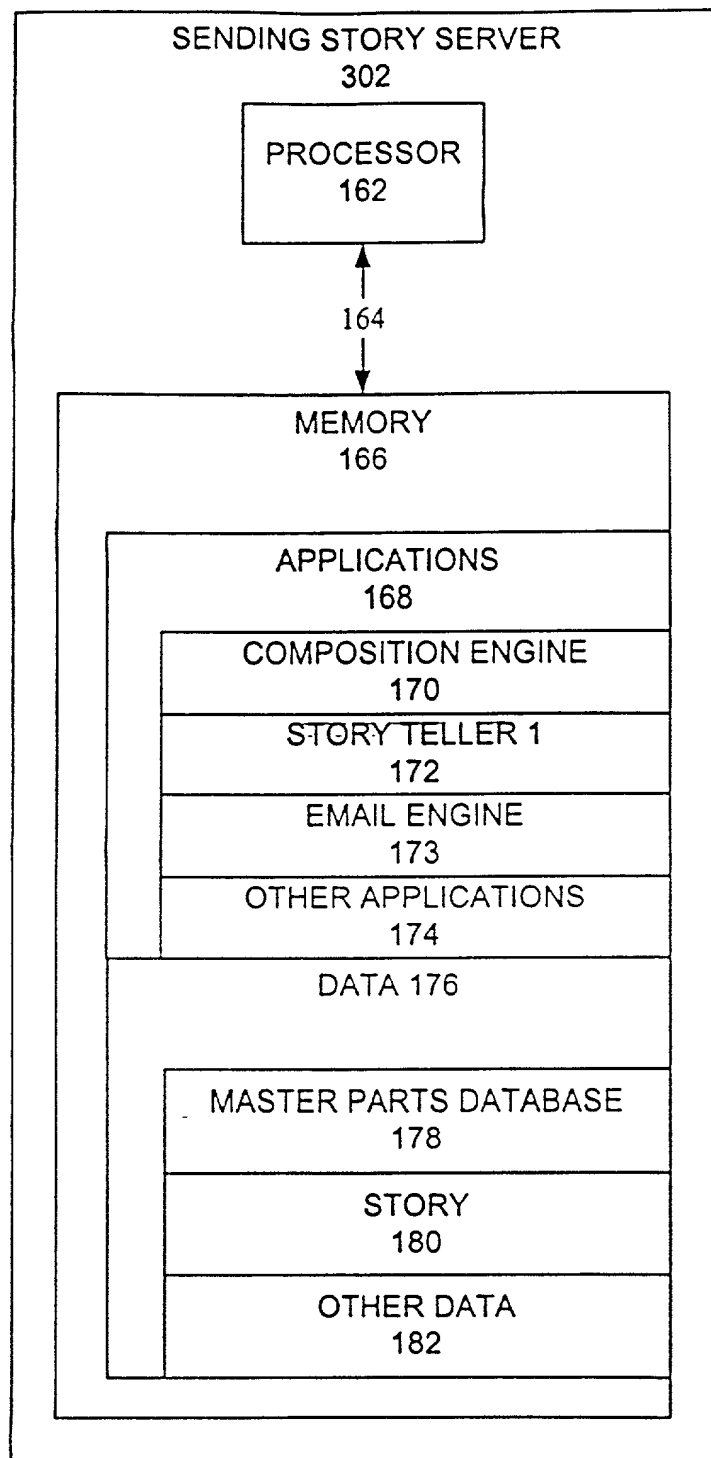 SENDING STORY SERVER
302
PROCESSOR
162
164
MEMORY
166
APPLICATIONS
168
COMPOSITION ENGINE
170
STORY TELLER 1
172
EMAIL ENGINE
173
OTHER APPLICATIONS
174
DATA 176
MASTER PARTS DATABASE
178
STORY
180
OTHER DATA
182